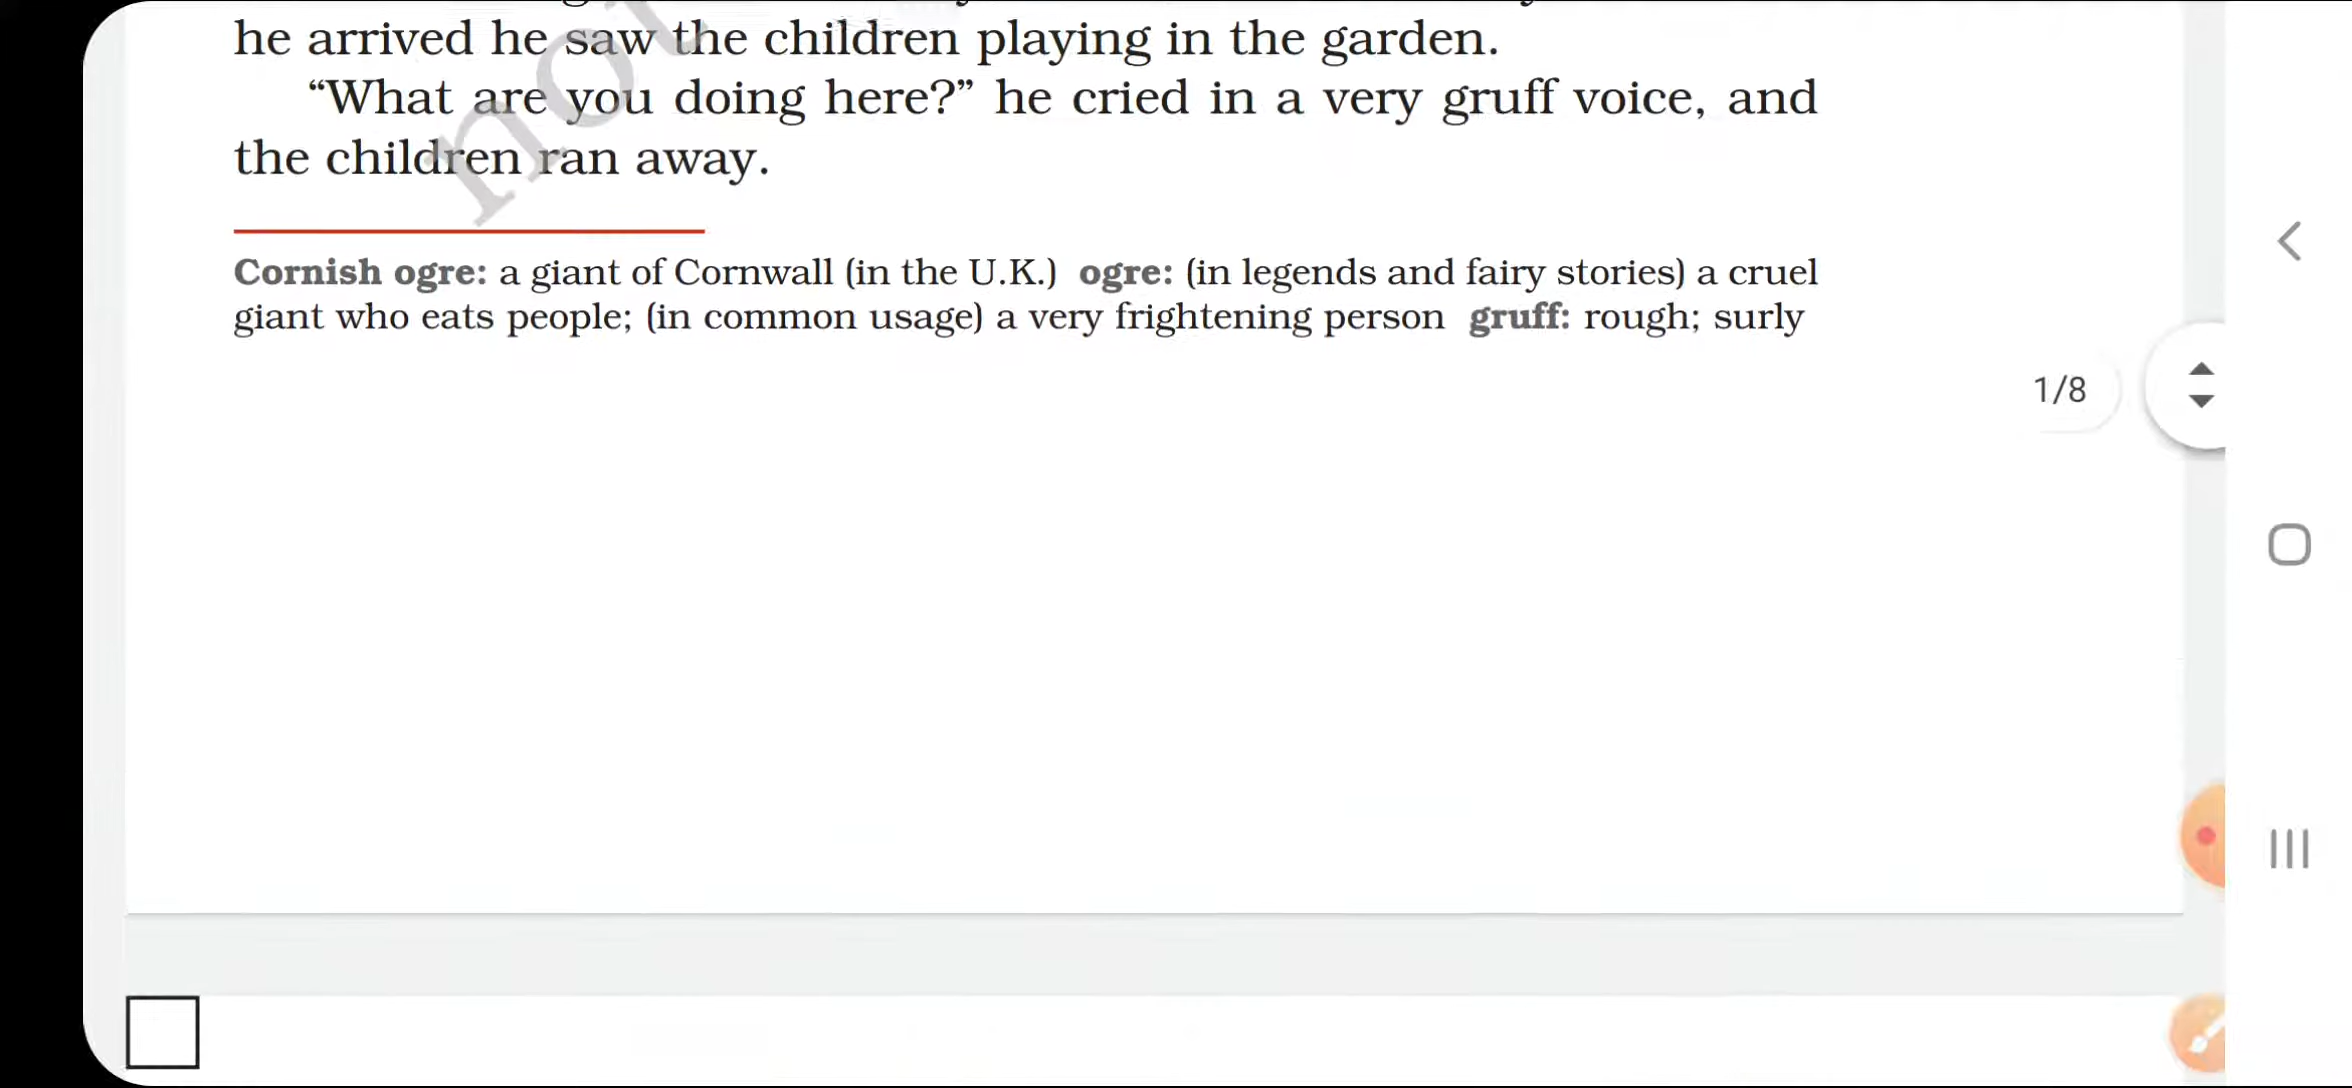 he arrived he saw the children playing in the garden.
“What are you doing here?” he cried in a very gruff voice, and
the children ran away.
not
Cornish ogre: a giant of Cornwall (in the U.K.) ogre: (in legends and fairy stories) a cruel
giant who eats people; (in common usage) a very frightening person gruff: rough; surly
1/8